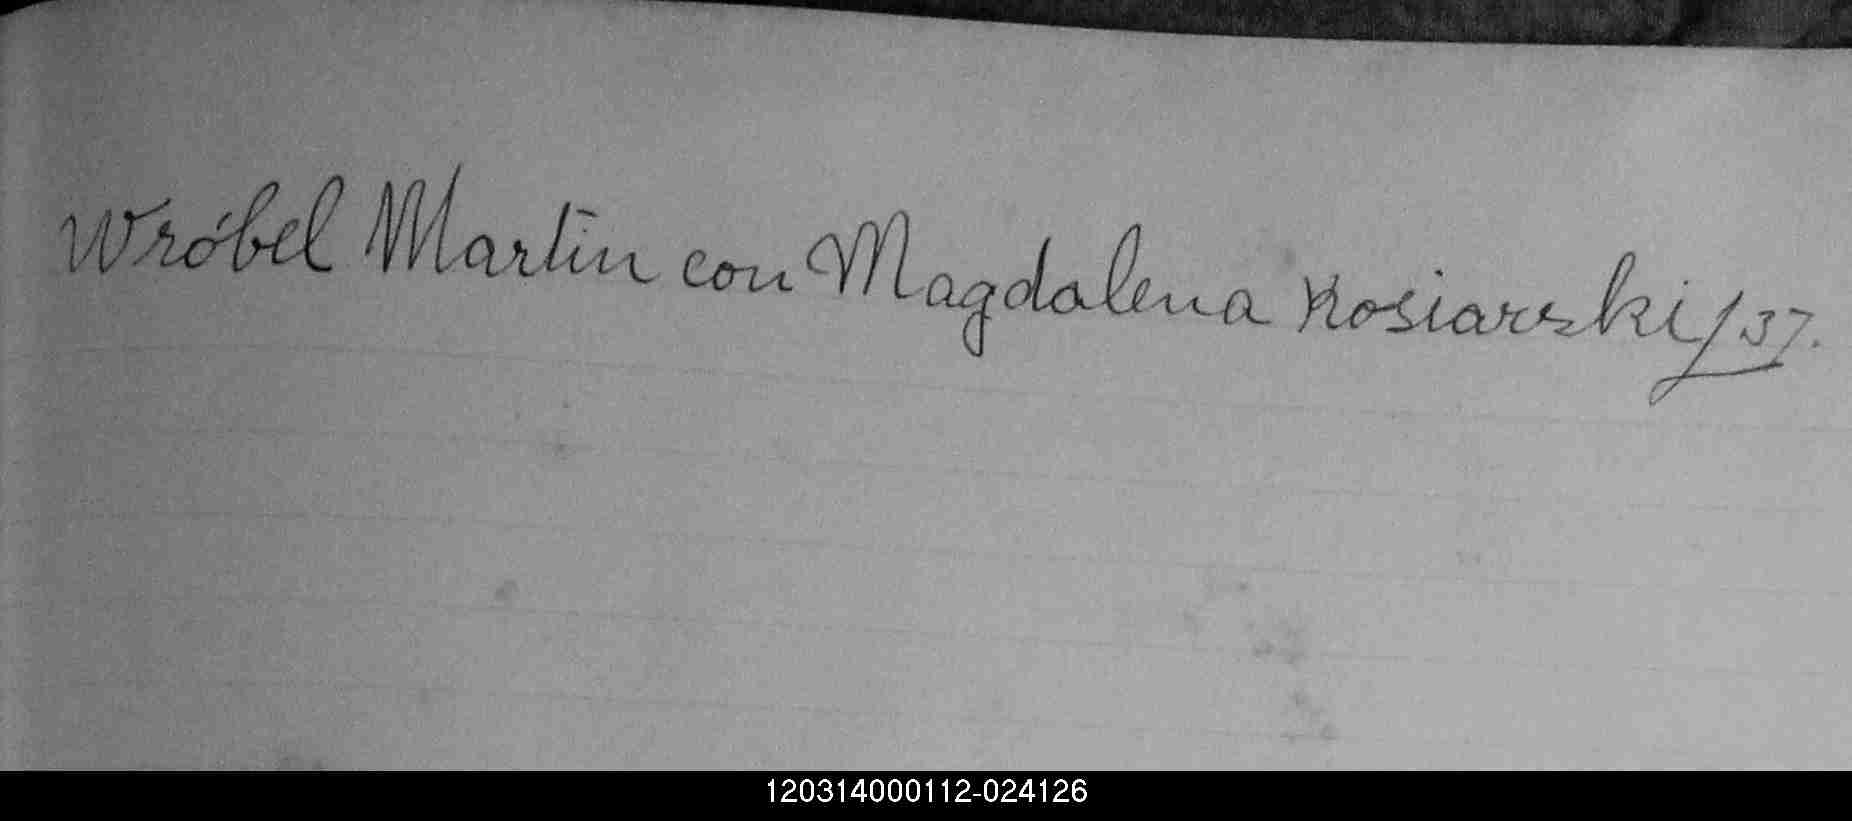 Wróbel Martin con Magdalena Kosiarski / 37.
120314000112-024126